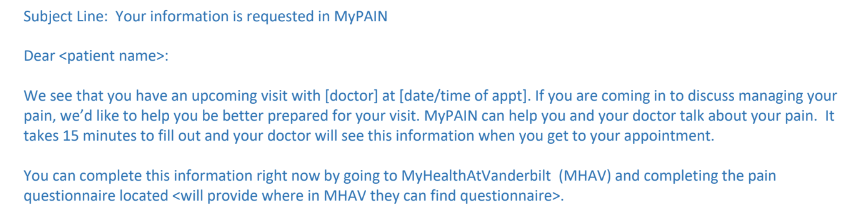 Subject Line:  Your information is requested in MyPAIN
Dear <patient name>:
We see that you have an upcoming visit with [doctor] at [date/time of appt]. If you are coming in to discuss managing your
pain, we'd like to help you be better prepared for your visit. MyPAIN can help you and your doctor talk about your pain.  It
takes 15 minutes to fill out and your doctor will see this information when you get to your appointment.
You can complete this information right now by going to MyHealthAtVanderbilt  (MHAV) and completing the pain
questionnaire located <will provide where in MHAV they can find questionnaire>.